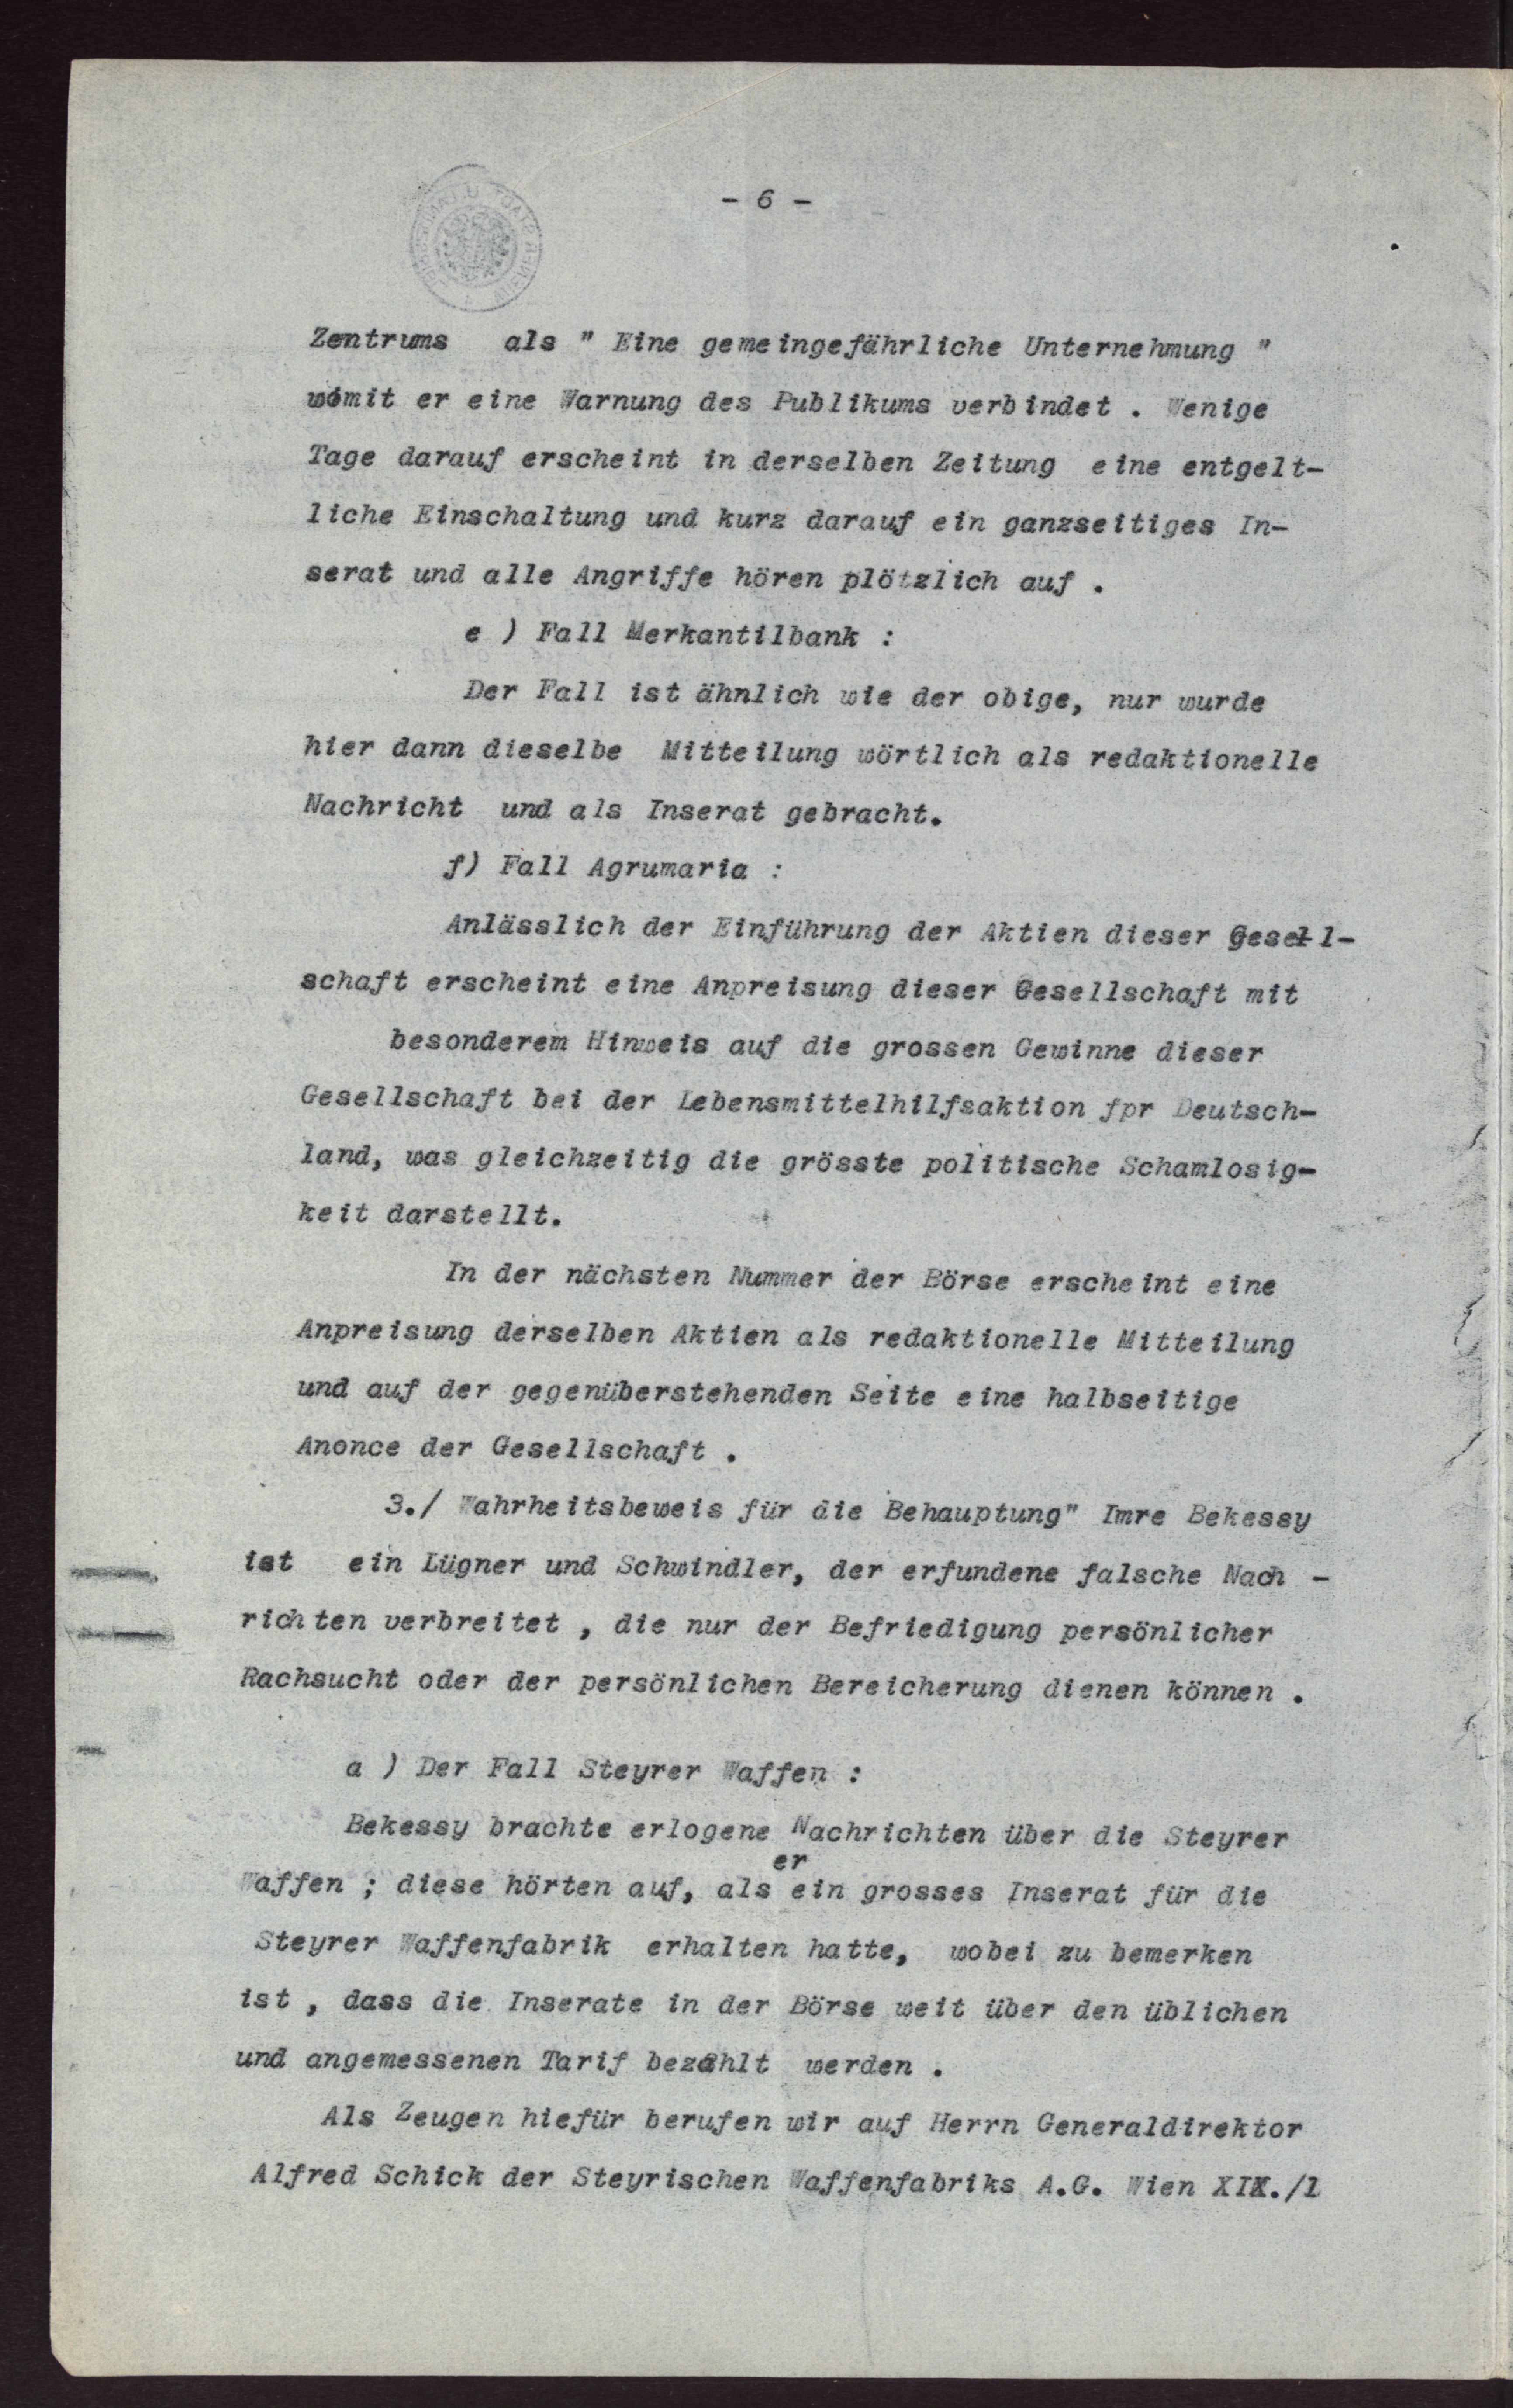 - 6 -
Zentrums als " Eine gemeingefährliche Unternehmung "
womit er eine Warnung des Publikums verbindet . Wenige
Tage darauf erscheint in derselben Zeitung eine entgelt-
liche Einschaltung und kurz darauf ein ganzseitiges In-
serat und alle Angriffe hören plötzlich auf .
e ) Fall Merkantilbank :
Der Fall ist ähnlich wie der obige, nur wurde
hier dann dieselbe Mitteilung wörtlich als redaktionelle
Nachricht und als Inserat gebracht.
f) Fall Agrumaria :
Anlässlich der Einführung der Aktien dieser Gesell-
schaft erscheint eine Anpreisung dieser Gesellschaft mit
besonderem Hinweis auf die grossen Gewinne dieser
Gesellschaft bei der Lebensmittelhilfsaktion fpr Deutsch-
land, was gleichzeitig die grösste politische Schamlosig-
keit darstellt.
In der nächsten Nummer der Börse erscheint eine
Anpreisung derselben Aktien als redaktionelle Mitteilung
und auf der gegenüberstehenden Seite eine halbseitige
Anonce der Gesellschaft .
3./ Wahrheitsbeweis für die Behauptung" Imre Bekessy
ist ein Lügner und Schwindler, der erfundene falsche Nach -
richten verbreitet , die nur der Befriedigung persönlicher
Rachsucht oder der persönlichen Bereicherung dienen können .
a ) Der Fall Steyrer Waffen :
Bekessy brachte erlogene Nachrichten über die Steyrer
Waffen ; diese hörten auf, als er ein grosses Inserat für die
Steyrer Waffenfabrik erhalten hatte, wobei zu bemerken
ist , dass die Inserate in der Börse weit über den üblichen
und angemessenen Tarif bezahlt werden .
Als Zeugen hiefür berufen wir auf Herrn Generaldirektor
Alfred Schick der Steyrischen Waffenfabriks A.G. Wien XIX./1